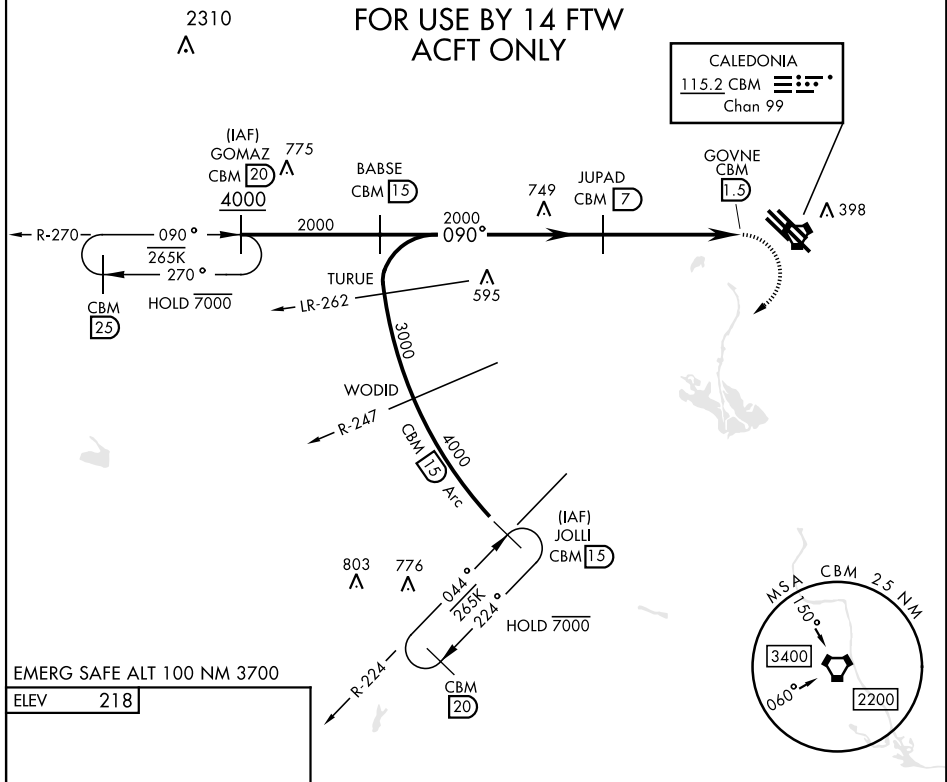 FOR USE BY 14 FTW
ACFT ONLY
2310
CALEDONIA
115.2 CBM
Chan 99
(IAF)
GOMAZ
CBM 20
4000
775
BABSE
CBM 15
749
JUPAD
CBM 7
GOVNE
CBM
1.5
398
R-270
090°
265K
270°
2000
2000
090°
CBM
25
HOLD 7000
TURUE
LR-262
595
3000
WODID
R-247
4000
CBM 15 Arc
(IAF)
JOLLI
CBM 15
803
776
044°
265K
224°
HOLD 7000
R-224
CBM
20
MSA CBM 25 NM
150°
3400
060°
2200
EMERG SAFE ALT 100 NM 3700
ELEV 218